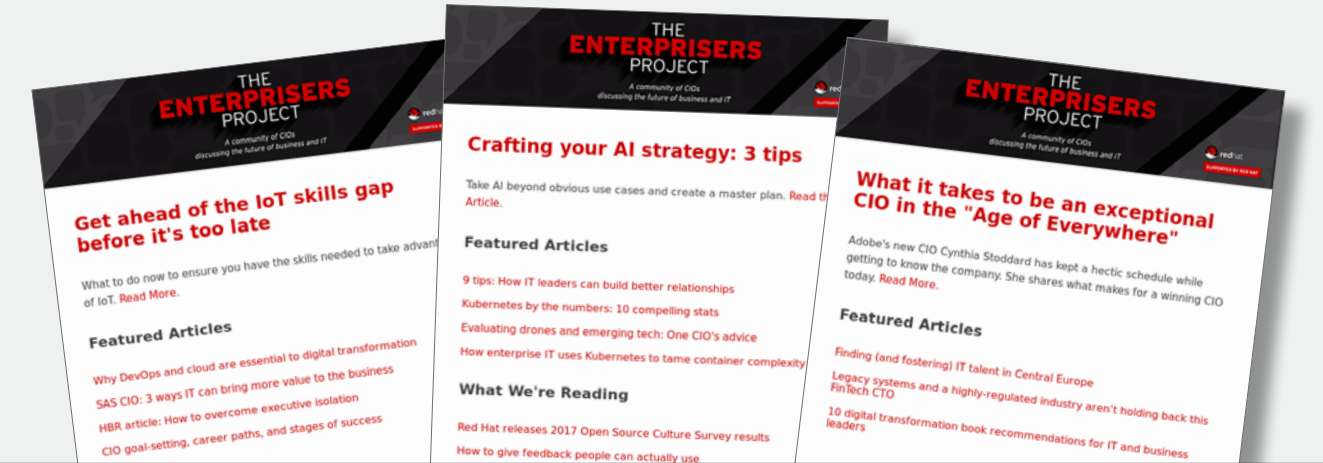 THE
ENTERPRISERS
PROJECT
A community of CIOs
discussing the future of business and IT
redhat
SUPPORTED
Get ahead of the IoT skills gap
before it's too late
What to do now to ensure you have the skills needed to take
of IoT. Read More.
Featured Articles
Why DevOps and cloud are essential to digital transformation
SAS CIO: 3 ways IT can bring more value to the business
HBR article: How to overcome executive isolation
CIO goal-setting, career paths, and stages of success
THE
ENTERPRISERS
PROJECT
A community of CIOs
discussing the future of business and IT
Crafting your AI strategy: 3 tips
Take AI beyond obvious use cases and create a master plan. Read
Article.
Featured Articles
9 tips: How IT leaders can build better relationships
Kubernetes by the numbers: 10 compelling stats
Evaluating drones and emerging tech: One CIO's advice
How enterprise IT uses Kubernetes to tame container complexity
What We're Reading
Red Hat releases 2017 Open Source Culture Survey results
How to give feedback people can actually use
THE
ENTERPRISERS
PROJECT
A community of CIOs
discussing the future of business and IT
redhat
SUPPORTED BY RED HAT
What it takes to be an exceptional
CIO in the "Age of Everywhere"
Adobe's new CIO Cynthia Stoddard has kept a hectic schedule while
getting to know the company. She shares what makes for a winning CIO
today. Read More.
Featured Articles
Finding (and fostering) IT talent in Central Europe
Legacy systems and a highly-regulated industry aren't holding back this
FinTech CTO
10 digital transformation book recommendations for IT and business
leaders